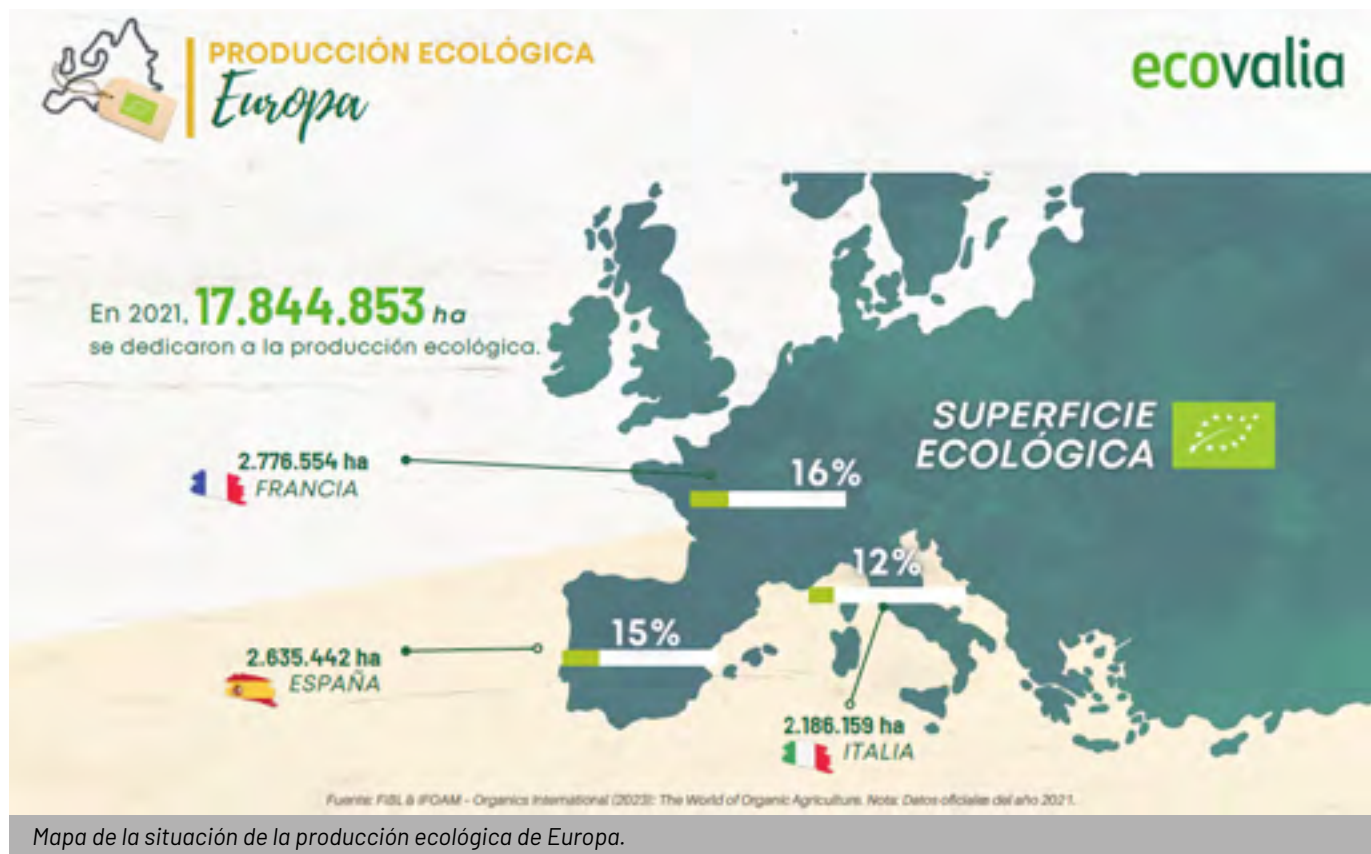 PRODUCCIÓN ECOLÓGICA
Europa
ecovalia
En 2021, 17.844.853 ha
se dedicaron a la producción ecológica.
SUPERFICIE
ECOLÓGICA
2.776.554 ha
FRANCIA
16%
12%
15%
2.635.442 ha
ESPAÑA
2.186.159 ha
ITALIA
Fuente: FIBL & IFOAM - Organics International (2023): The World of Organic Agriculture. Nota: Datos oficiales del año 2021.
Mapa de la situación de la producción ecológica de Europa.